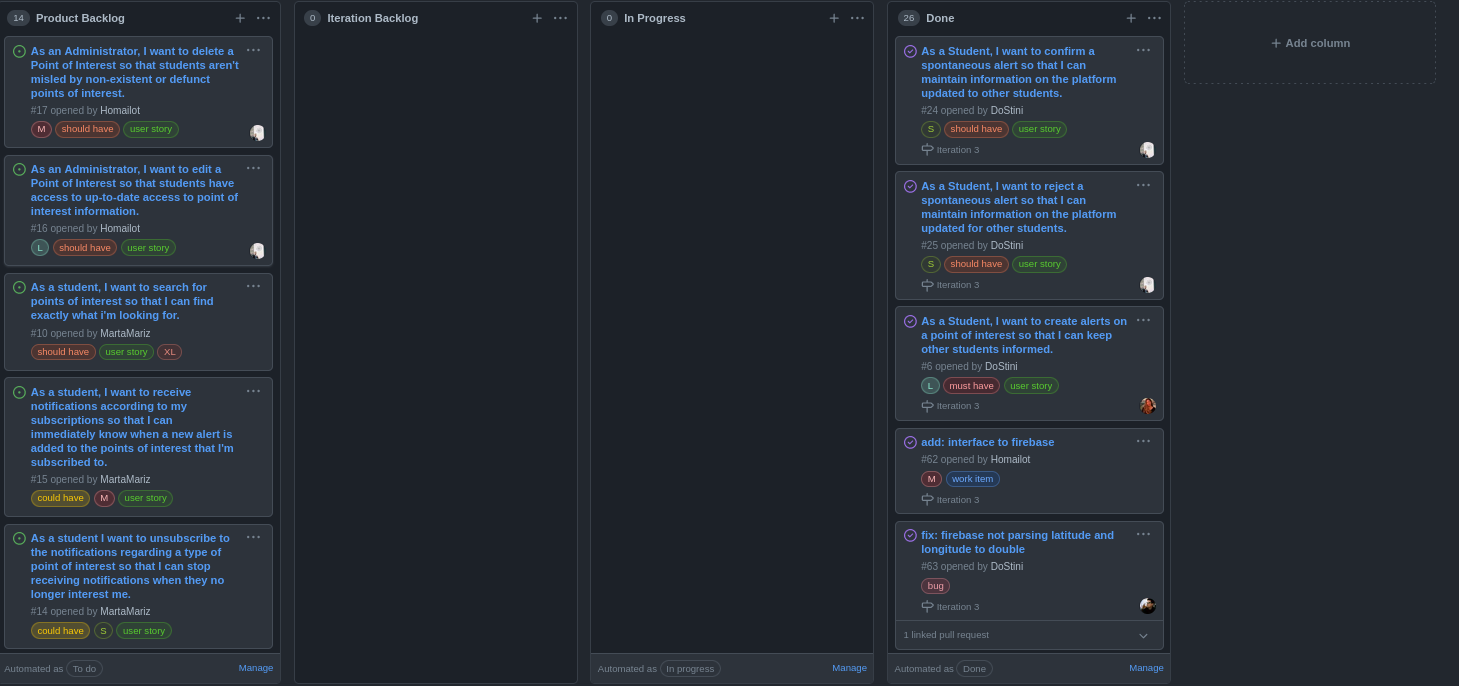 14 Product Backlog
As an Administrator, I want to delete a
Point of Interest so that students aren't
misled by non-existent or defunct
points of interest.
#17 opened by Homailot
M should have user story
As an Administrator, I want to edit a
Point of Interest so that students have
access to up-to-date access to point of
interest information.
#16 opened by Homailot
L should have user story
As a student, I want to search for
points of interest so that I can find
exactly what i'm looking for.
#10 opened by MartaMariz
should have user story XL
As a student, I want to receive
notifications according to my
subscriptions so that I can
immediately know when a new alert is
added to the points of interest that I'm
subscribed to.
#15 opened by MartaMariz
could have M user story
As a student I want to unsubscribe to
the notifications regarding a type of
point of interest so that I can stop
receiving notifications when they no
longer interest me.
#14 opened by MartaMariz
could have S user story
Automated as To do Manage
0 Iteration Backlog
0 In Progress
Automated as In progress Manage
26 Done
As a Student, I want to confirm a
spontaneous alert so that I can
maintain information on the platform
updated to other students.
#24 opened by DoStini
S should have user story
Iteration 3
As a Student, I want to reject a
spontaneous alert so that I can
maintain information on the platform
updated for other students.
#25 opened by DoStini
S should have user story
Iteration 3
As a Student, I want to create alerts on
a point of interest so that I can keep
other students informed.
#6 opened by DoStini
L must have user story
Iteration 3
add: interface to firebase
#62 opened by Homailot
M work item
Iteration 3
fix: firebase not parsing latitude and
longitude to double
#63 opened by DoStini
bug
Iteration 3
1 linked pull request
Automated as Done Manage
Add column